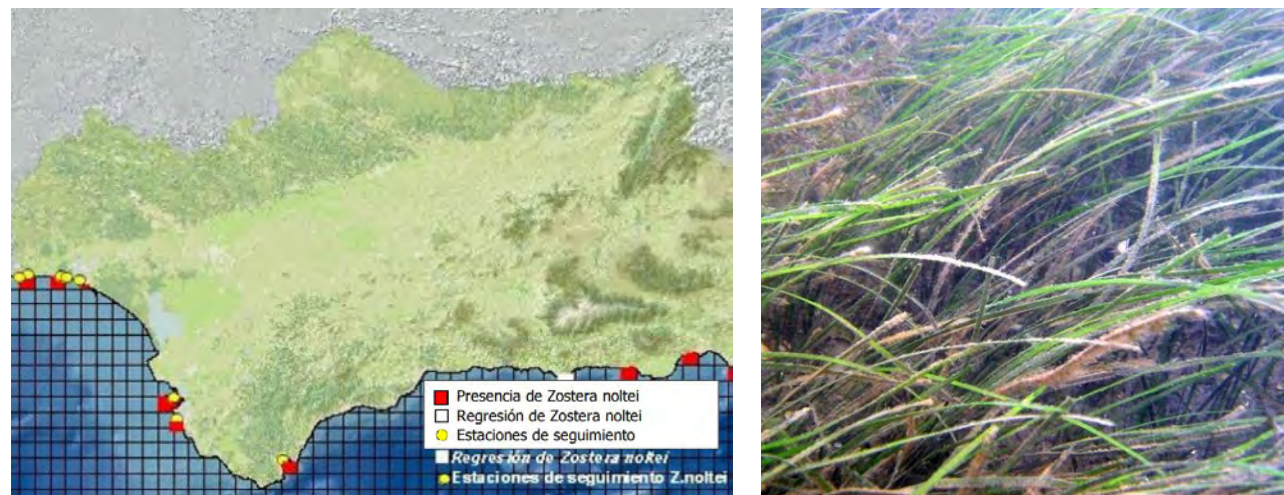 Presencia de Zostera noltei
Regresión de Zostera noltei
Estaciones de seguimiento
Regresión de Zostera noltei
Estaciones de seguimiento Z.noltei